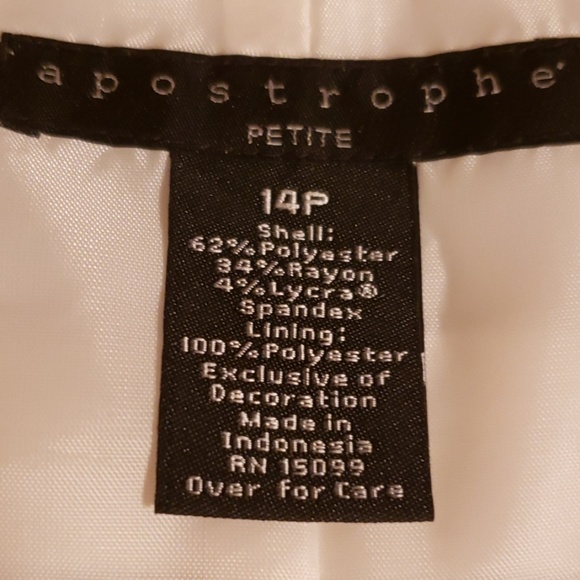 apostrophe
PETITE
14P
Shell:
62%Polyester
34%Rayon
4%Lycra®
Spandex
Lining:
100%Polyester
Exclusive of
Decoration
Made in
Indonesia
RN 15099
Over for Care